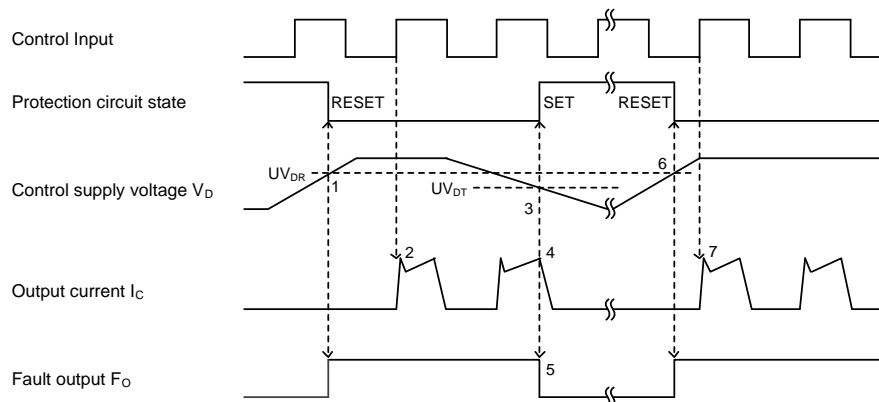 Control Input
Protection circuit state
RESET
SET
RESET
Control supply voltage VD
UVDR
1
UVDT
3
6
Output current IC
2
4
7
Fault output FO
5